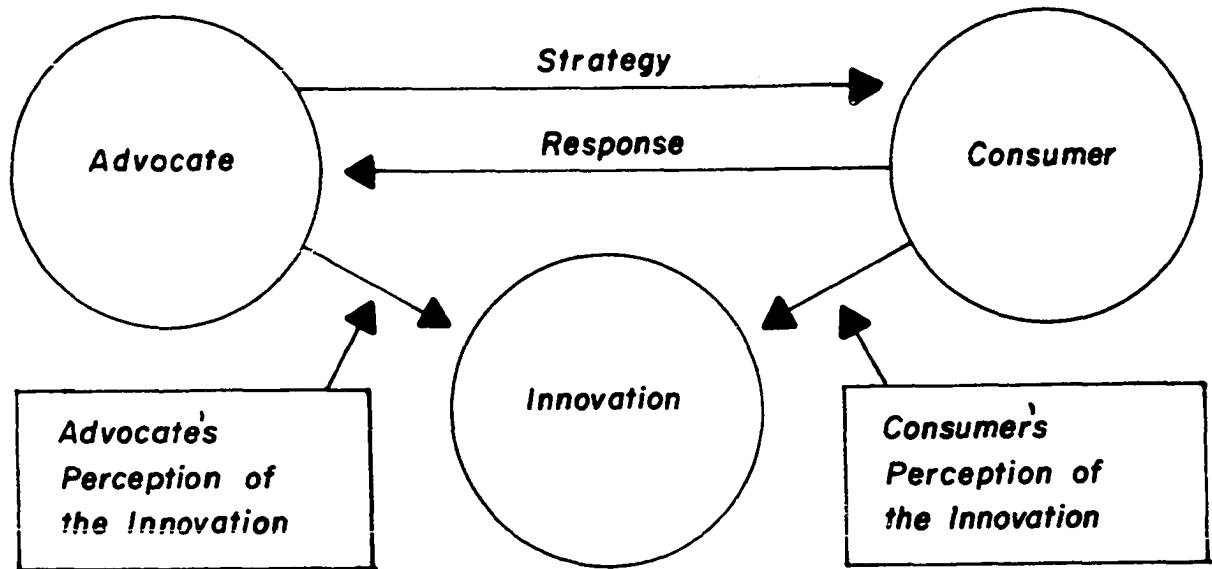 Strategy
Advocate
Response
Consumer
Innovation
Advocate's
Perception of
the Innovation
Consumer's
Perception of
the Innovation